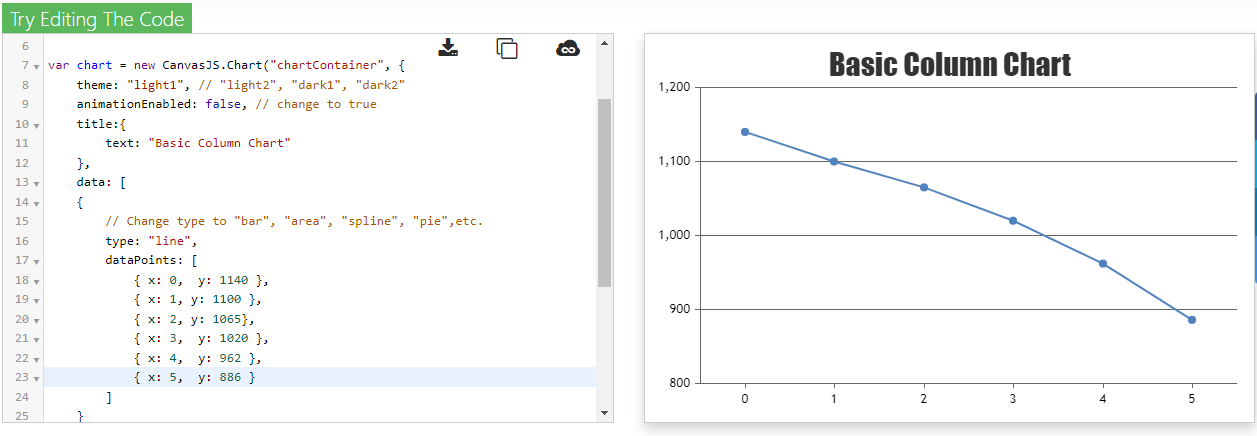 Try Editing The Code
6
7 var chart = new CanvasJS.Chart("chartContainer", {
8 theme: "light1", // "light2", "dark1", "dark2"
9 animationEnabled: false, // change to true
10 title:{
11 text: "Basic Column Chart"
12 },
13 data: [
14 {
15 // Change type to "bar", "area", "spline", "pie",etc.
16 type: "line",
17 dataPoints: [
18 { x: 0,  y: 1140 },
19 { x: 1, y: 1100 },
20 { x: 2, y: 1065},
21 { x: 3,  y: 1020 },
22 { x: 4,  y: 962 },
23 { x: 5,  y: 886 }
24 ]
25 }
Basic Column Chart
1,200
1,100
1,000
900
800
0 1 2 3 4 5